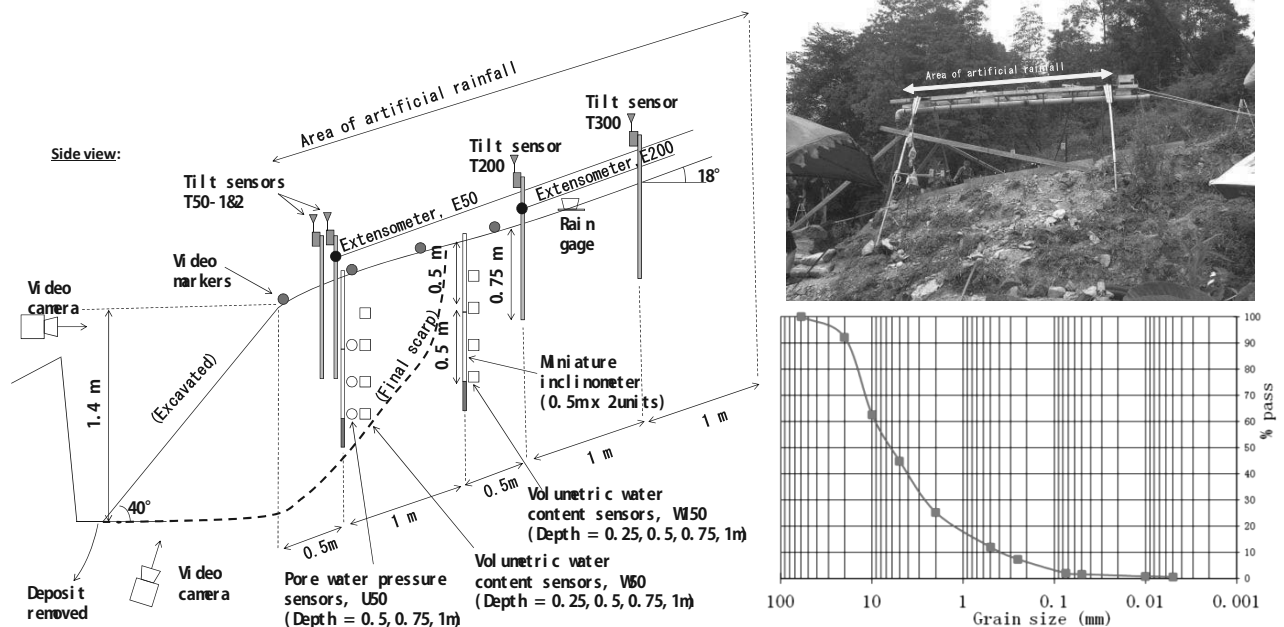 Side view:
Area of artificial rainfall
Tilt sensor
T300
Tilt sensor
T200
Tilt sensors
T50-1&2
Extensometer, E50
Extensometer, E200
18°
Rain
gage
Video
markers
Video
camera
1.4 m
(Excavated)
40°
(Final scarp)
0.5 m
0.5 m
0.75 m
Miniature
inclinometer
(0.5m x 2units)
0.5m
1 m
0.5m
1 m
1 m
Volumetric water
content sensors, W150
(Depth = 0.25, 0.5, 0.75, 1m)
Volumetric water
content sensors, W50
(Depth = 0.25, 0.5, 0.75, 1m)
Pore water pressure
sensors, U50
(Depth = 0.5, 0.75, 1m)
Video
camera
Deposit
removed
Area of artificial rainfall
100
90
80
70
60
50
40
30
20
10
0
% pass
100
10
1
0.1
0.01
0.001
Grain size (mm)